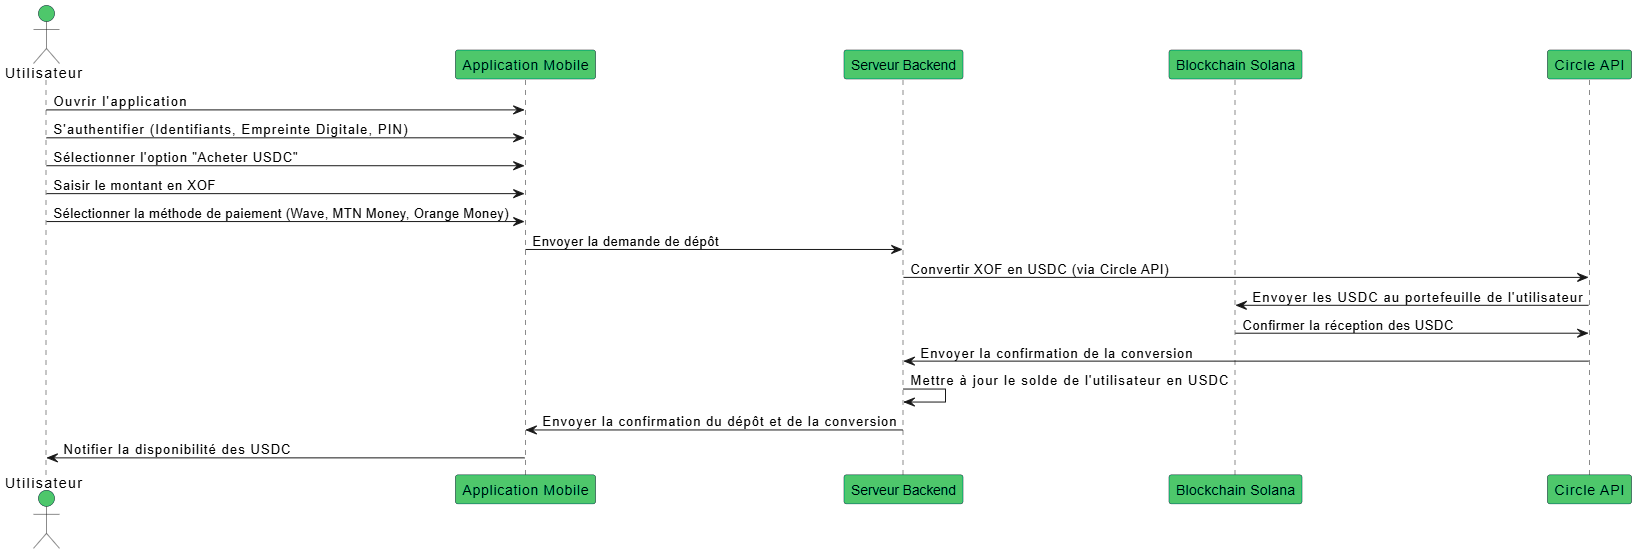 Utilisateur
Application Mobile
Serveur Backend
Blockchain Solana
Circle API
Ouvrir l'application
S'authentifier (Identifiants, Empreinte Digitale, PIN)
Sélectionner l'option "Acheter USDC"
Saisir le montant en XOF
Sélectionner la méthode de paiement (Wave, MTN Money, Orange Money)
Envoyer la demande de dépôt
Convertir XOF en USDC (via Circle API)
Envoyer les USDC au portefeuille de l'utilisateur
Confirmer la réception des USDC
Envoyer la confirmation de la conversion
Mettre à jour le solde de l'utilisateur en USDC
Envoyer la confirmation du dépôt et de la conversion
Notifier la disponibilité des USDC
Utilisateur
Application Mobile
Serveur Backend
Blockchain Solana
Circle API